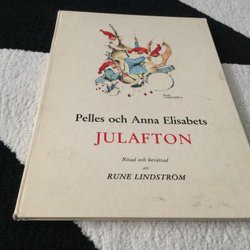 Pelles och Anna Elisabets
JULAFTON
Ritad och berättad
av
RUNE LINDSTRÖM